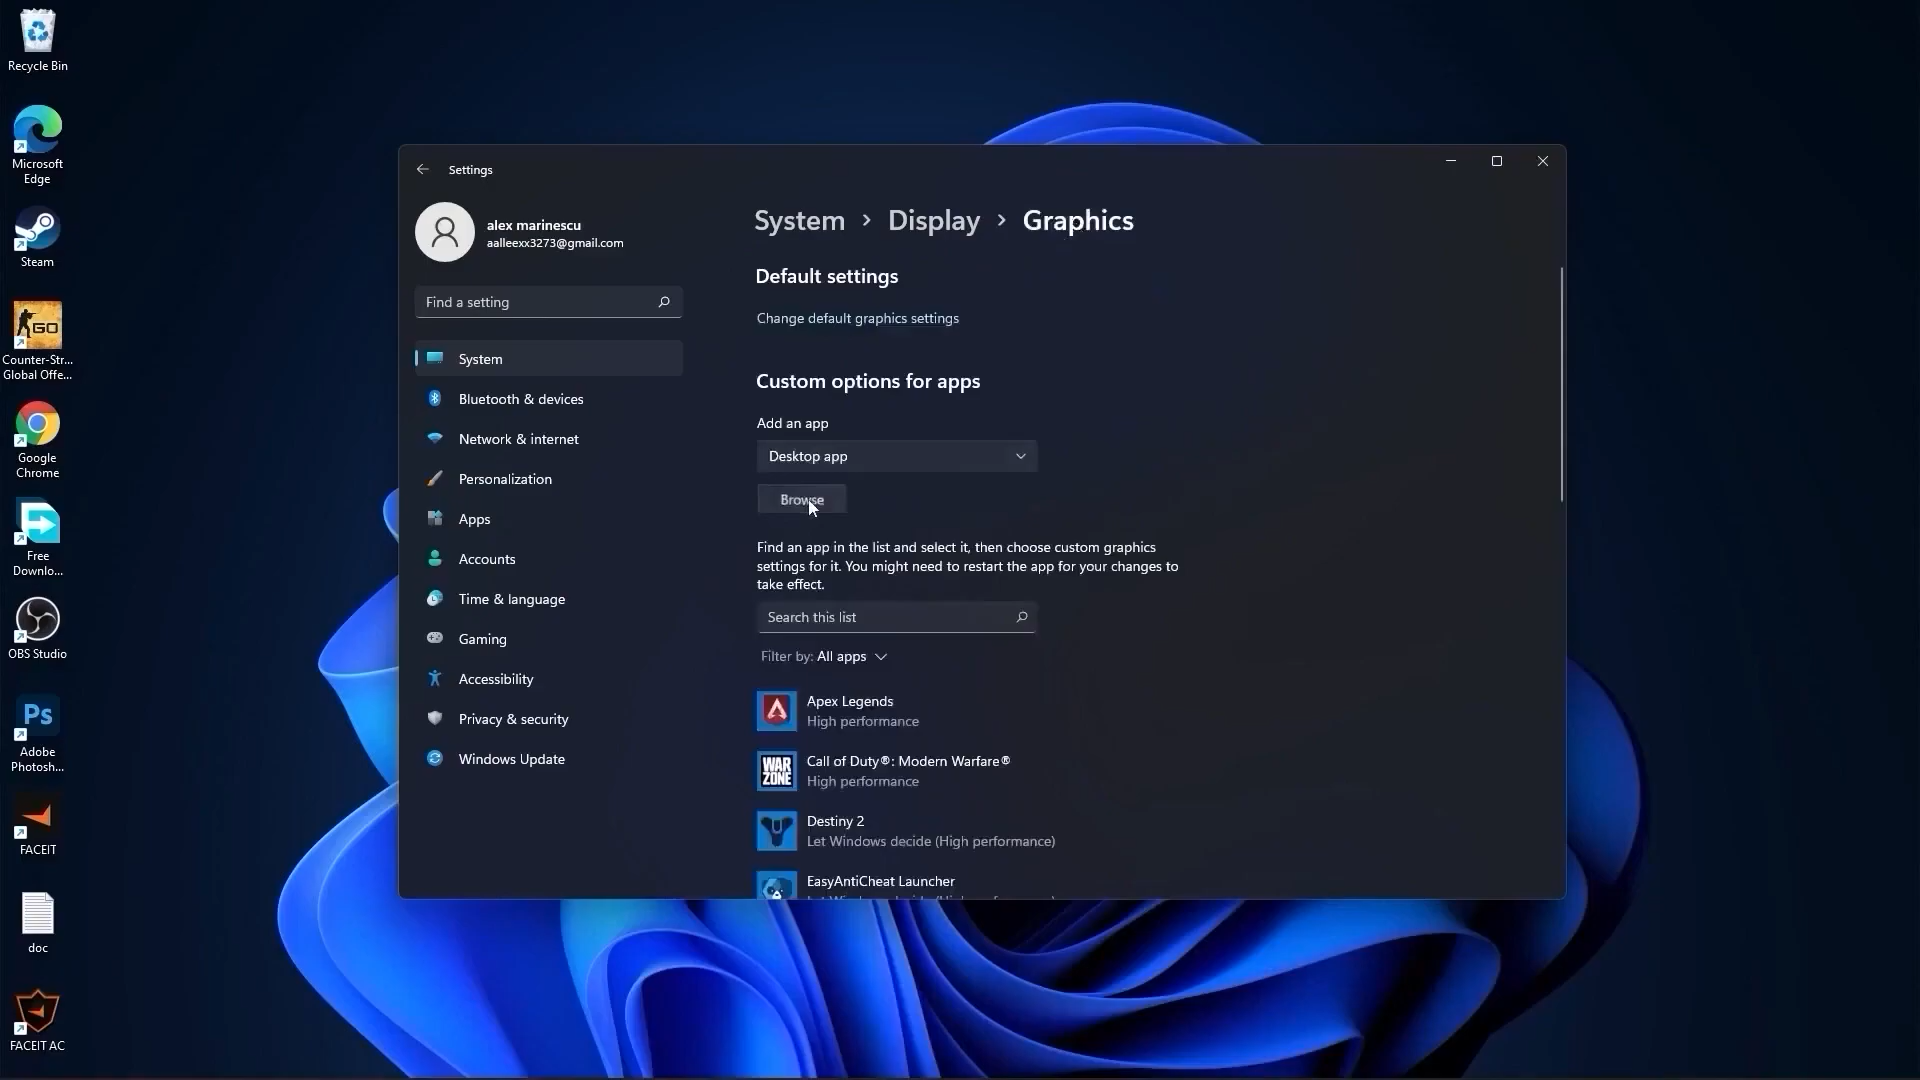 Recycle Bin
Microsoft
Edge
Steam
GO
Counter-Str...
Global Offe...
Google
Chrome
Free
Downlo...
OBS Studio
Ps
Adobe
Photosh...
FACEIT
doc
FACEIT AC
Settings
alex marinescu
aalleexx3273@gmail.com
Find a setting
System
Bluetooth & devices
Network & internet
Personalization
Apps
Accounts
Time & language
Gaming
Accessibility
Privacy & security
Windows Update
System > Display > Graphics
Default settings
Change default graphics settings
Custom options for apps
Add an app
Desktop app
Browse
Find an app in the list and select it, then choose custom graphics
settings for it. You might need to restart the app for your changes to
take effect.
Search this list
Filter by: All apps
Apex Legends
High performance
WAR
ZONE
Call of Duty®: Modern Warfare®
High performance
Destiny 2
Let Windows decide (High performance)
EasyAntiCheat Launcher